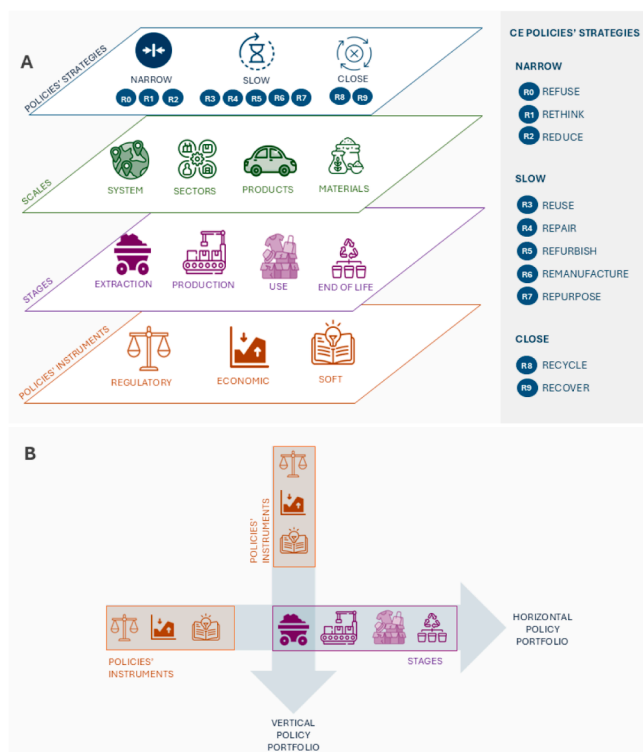 A
POLICIES' STRATEGIES
NARROW
SLOW
CLOSE
R0 R1 R2 R3 R4 R5 R6 R7 R8 R9
SCALES
SYSTEM
SECTORS
PRODUCTS
MATERIALS
STAGES
EXTRACTION
PRODUCTION
USE
END OF LIFE
POLICIES' INSTRUMENTS
REGULATORY
ECONOMIC
SOFT
CE POLICIES' STRATEGIES
NARROW
R0 REFUSE
R1 RETHINK
R2 REDUCE
SLOW
R3 REUSE
R4 REPAIR
R5 REFURBISH
R6 REMANUFACTURE
R7 REPURPOSE
CLOSE
R8 RECYCLE
R9 RECOVER
B
POLICIES'
INSTRUMENTS
POLICIES'
INSTRUMENTS
STAGES
HORIZONTAL
POLICY
PORTFOLIO
VERTICAL
POLICY
PORTFOLIO